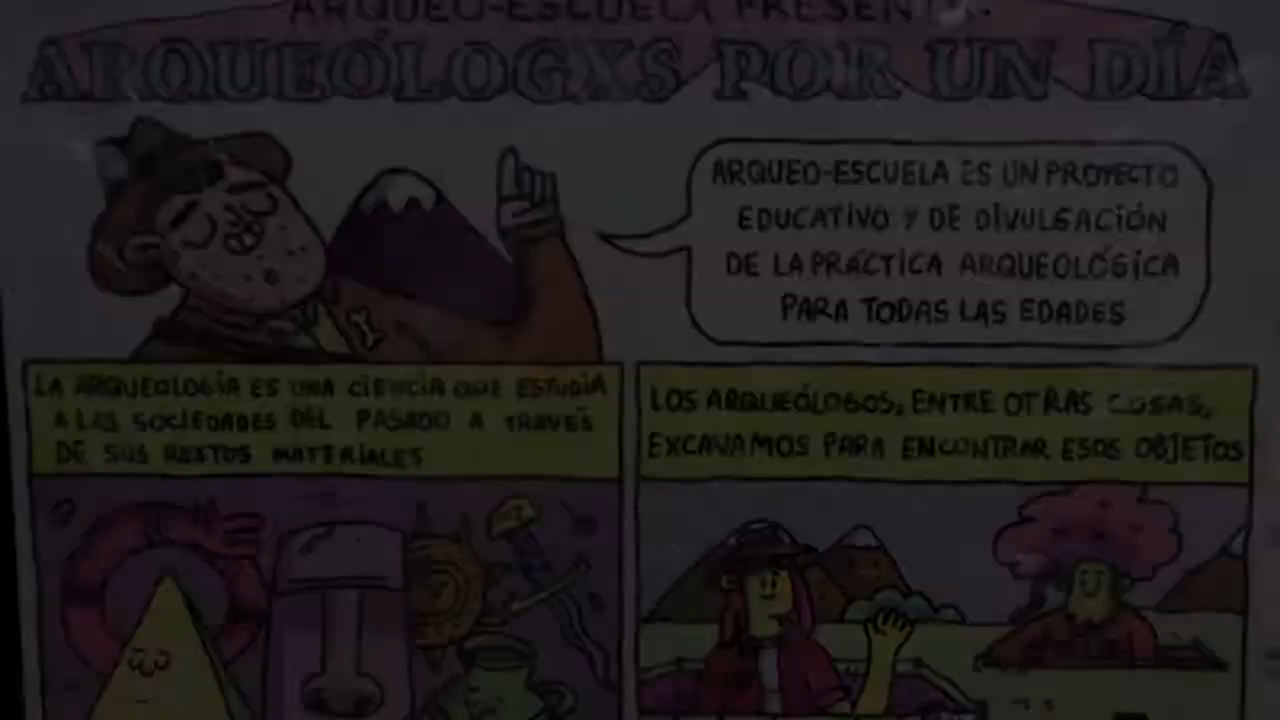 ARQUEO-ESCUELA PRESENTA:
ARQUEÓLOGXS POR UN DÍA
ARQUEO-ESCUELA ES UN PROYECTO
EDUCATIVO Y DE DIVULGACIÓN
DE LA PRÁCTICA ARQUEOLÓGICA
PARA TODAS LAS EDADES
LA ARQUEOLOGÍA ES UNA CIENCIA QUE ESTUDIA
A LAS SOCIEDADES DEL PASADO A TRAVÉS
DE SUS RESTOS MATERIALES
LOS ARQUEÓLOGOS, ENTRE OTRAS COSAS,
EXCAVAMOS PARA ENCONTRAR ESOS OBJETOS